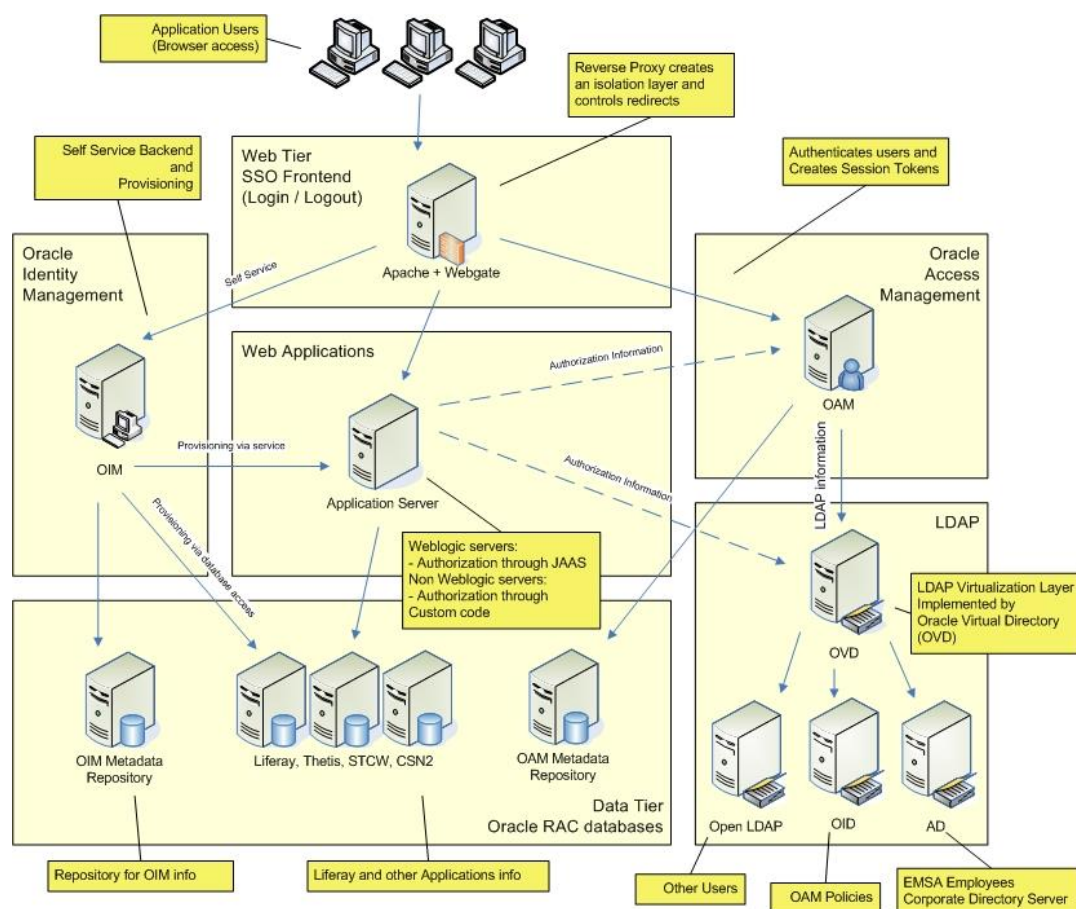 Application Users
(Browser access)
Reverse Proxy creates
an isolation layer and
controls redirects
Self Service Backend
and
Provisioning
Web Tier
SSO Frontend
(Login / Logout)
Authenticates users and
Creates Session Tokens
Apache + Webgate
Oracle
Identity
Management
Self Service
Oracle
Access
Management
Web Applications
Authorization Information
OAM
OIM
Provisioning via service
Application Server
Authorization Information
LDAP information
Provisioning via database
access
Weblogic servers:
- Authorization through JAAS
Non Weblogic servers:
- Authorization through
Custom code
LDAP
LDAP Virtualization Layer
Implemented by
Oracle Virtual Directory
(OVD)
OVD
OIM Metadata
Repository
Liferay, Thetis, STCW, CSN2
OAM Metadata
Repository
Data Tier
Oracle RAC databases
Open LDAP
OID
AD
Repository for OIM info
Liferay and other Applications info
Other Users
OAM Policies
EMSA Employees
Corporate Directory Server